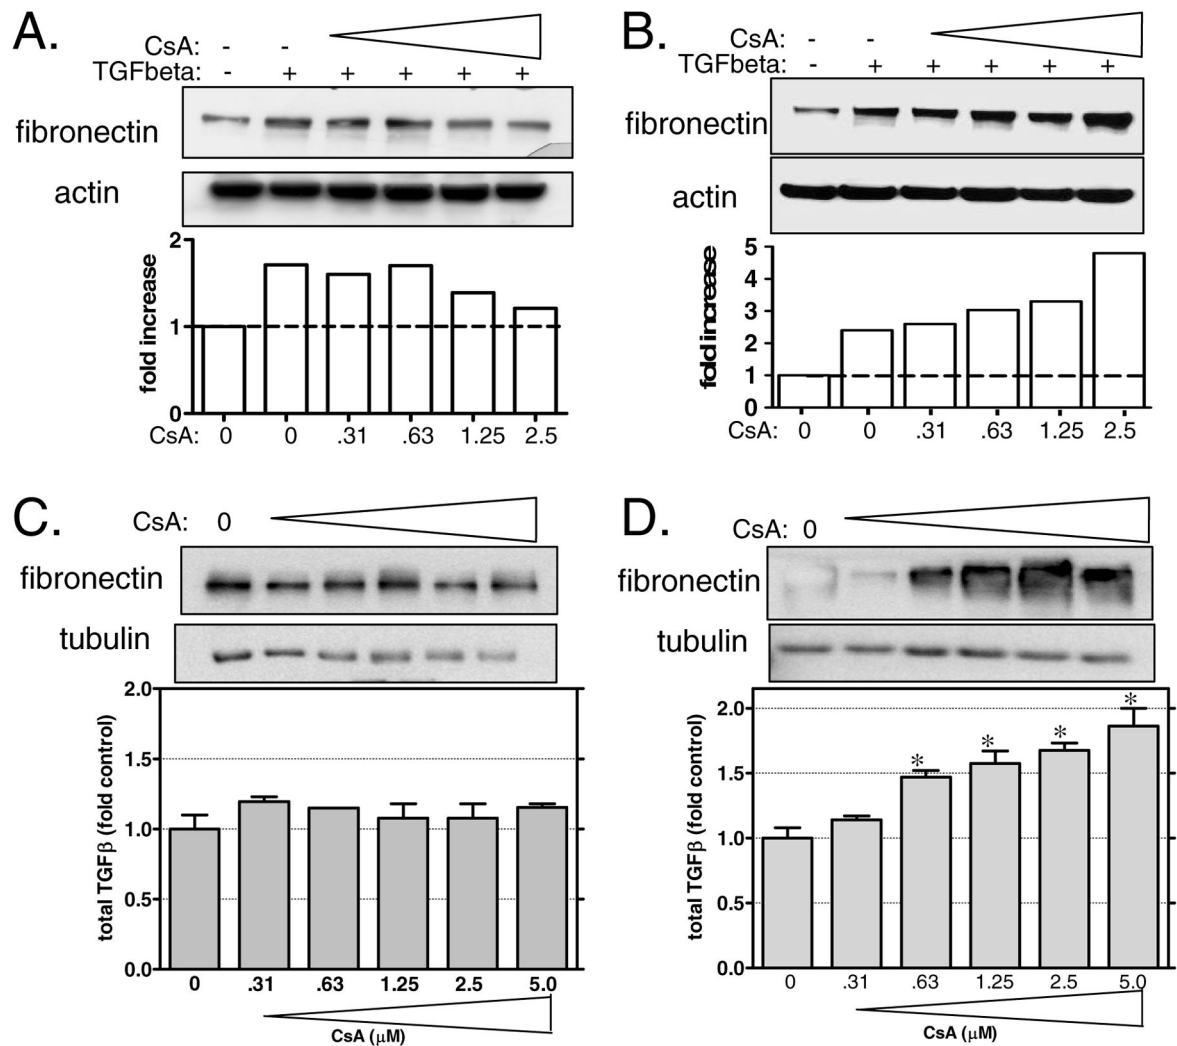 A.
CsA: - -
TGFbeta: - + + + + +
fibronectin
actin
fold increase
2
1
0
CsA: 0 0 .31 .63 1.25 2.5
B.
CsA: - -
TGFbeta: - + + + + +
fibronectin
actin
fold increase
5
4
3
2
1
0
CsA: 0 0 .31 .63 1.25 2.5
C.
CsA: 0
fibronectin
tubulin
total TGFβ (fold control)
2.0
1.5
1.0
0.5
0.0
0 .31 .63 1.25 2.5 5.0
CsA (μM)
D.
CsA: 0
fibronectin
tubulin
total TGFβ (fold control)
2.0
1.5
1.0
0.5
0.0
* * * *
0 .31 .63 1.25 2.5 5.0
CsA (μM)